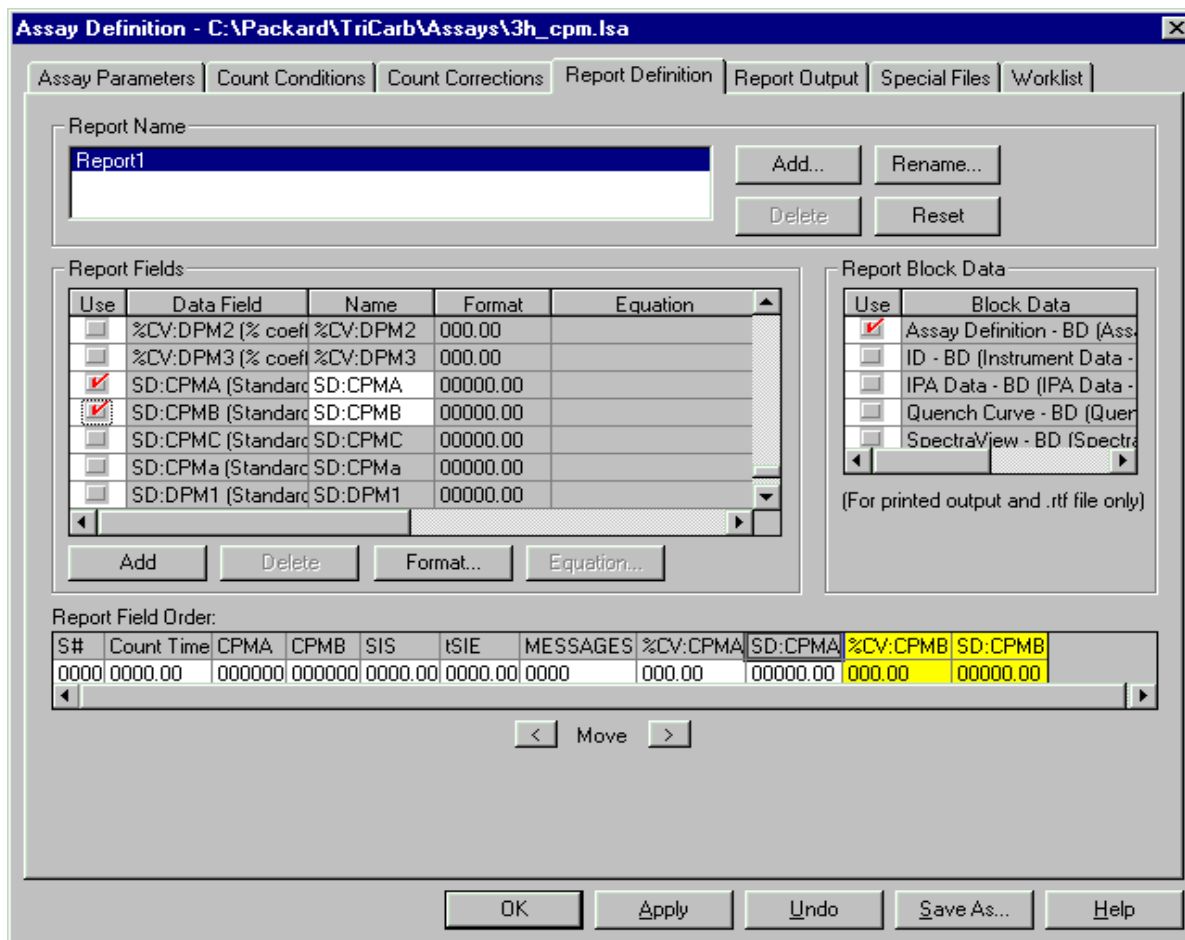 Assay Definition - C:\Packard\TriCarb\Assays\3h_cpm.lsa
Assay Parameters Count Conditions Count Corrections Report Definition Report Output Special Files Worklist
Report Name
Report1
Add... Rename...
Delete Reset
Report Fields
Use Data Field Name Format Equation
%CV:DPM2 (% coeff %CV:DPM2 000.00
%CV:DPM3 (% coeff %CV:DPM3 000.00
SD:CPMA (Standard SD:CPMA 00000.00
SD:CPMB (Standard SD:CPMB 00000.00
SD:CPMC (Standard SD:CPMC 00000.00
SD:CPMa (Standard SD:CPMa 00000.00
SD:DPM1 (Standard SD:DPM1 00000.00
Add Delete Format... Equation...
Report Block Data
Use Block Data
Assay Definition - BD (Ass
ID - BD (Instrument Data -
IPA Data - BD (IPA Data -
Quench Curve - BD (Quen
SpectraView - BD (Spectra
(For printed output and .rtf file only)
Report Field Order:
S# Count Time CPMA CPMB SIS tSIE MESSAGES %CV:CPMA SD:CPMA %CV:CPMB SD:CPMB
0000 0000.00 000000 000000 0000.00 0000.00 0000 000.00 00000.00 000.00 00000.00
< Move >
OK Apply Undo Save As... Help